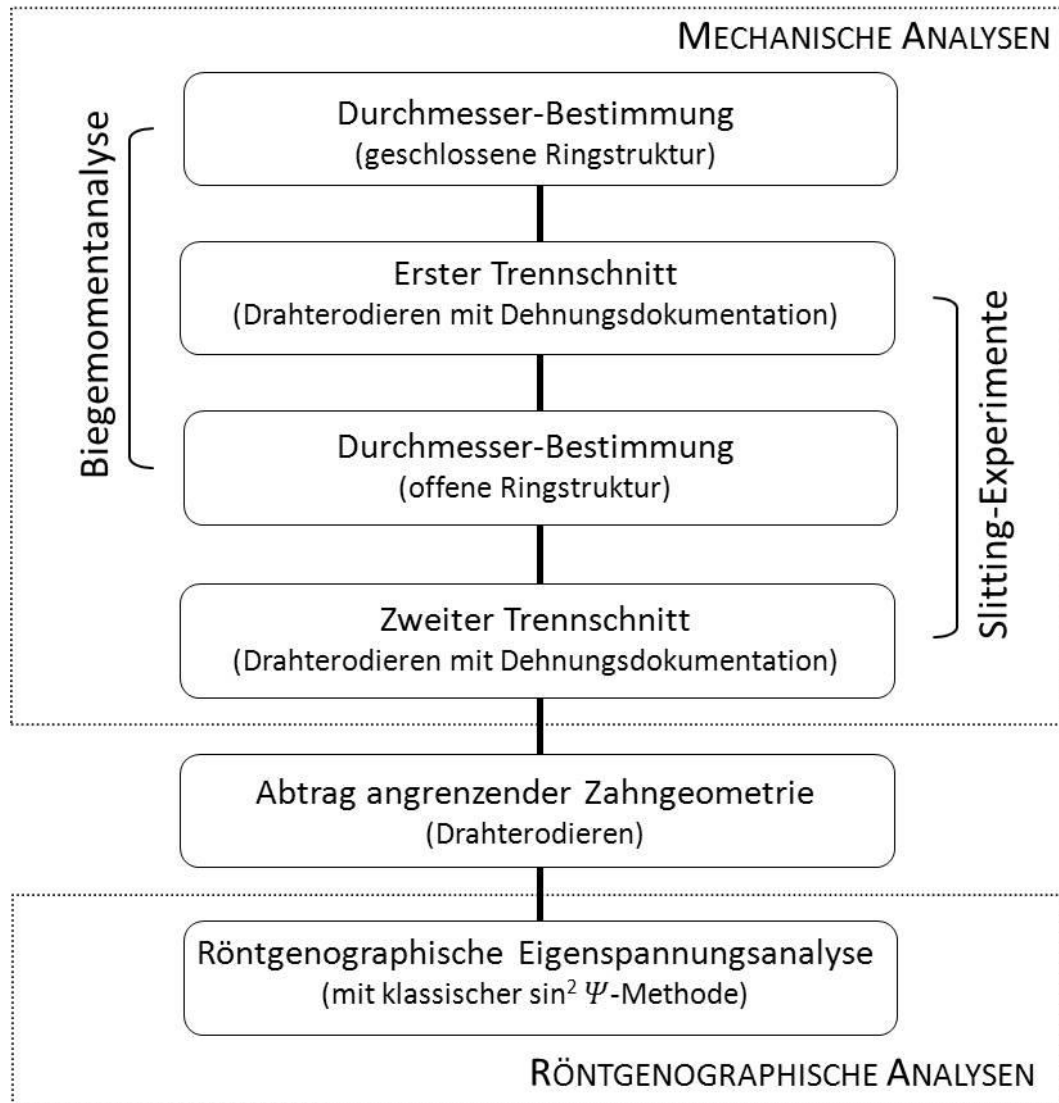 MECHANISCHE ANALYSEN
Biegemomentanalyse
Durchmesser-Bestimmung
(geschlossene Ringstruktur)
Erster Trennschnitt
(Drahterodieren mit Dehnungsdokumentation)
Durchmesser-Bestimmung
(offene Ringstruktur)
Zweiter Trennschnitt
(Drahterodieren mit Dehnungsdokumentation)
Slitting-Experimente
Abtrag angrenzender Zahngeometrie
(Drahterodieren)
Röntgenographische Eigenspannungsanalyse
(mit klassischer sin² Ψ-Methode)
RÖNTGENOGRAPHISCHE ANALYSEN